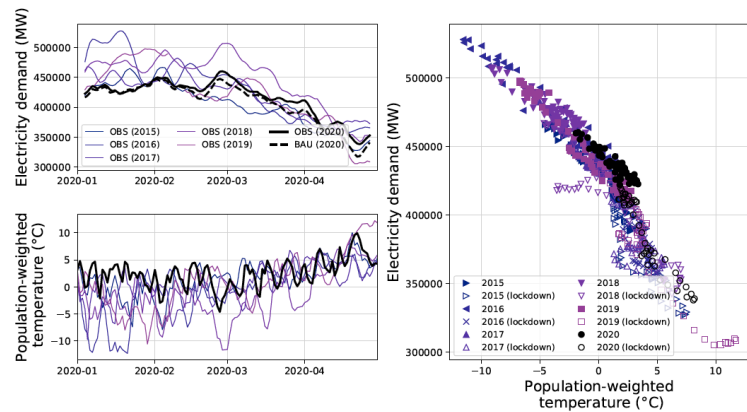 Electricity demand (MW)
500000
450000
400000
350000
300000
OBS (2015)
OBS (2016)
OBS (2017)
OBS (2018)
OBS (2019)
OBS (2020)
BAU (2020)
2020-01
2020-02
2020-03
2020-04
Population-weighted
temperature (°C)
10
5
0
−5
−10
2020-01
2020-02
2020-03
2020-04
Electricity demand (MW)
500000
450000
400000
350000
300000
2015
2015 (lockdown)
2016
2016 (lockdown)
2017
2017 (lockdown)
2018
2018 (lockdown)
2019
2019 (lockdown)
2020
2020 (lockdown)
−10
−5
0
5
10
Population-weighted
temperature (°C)